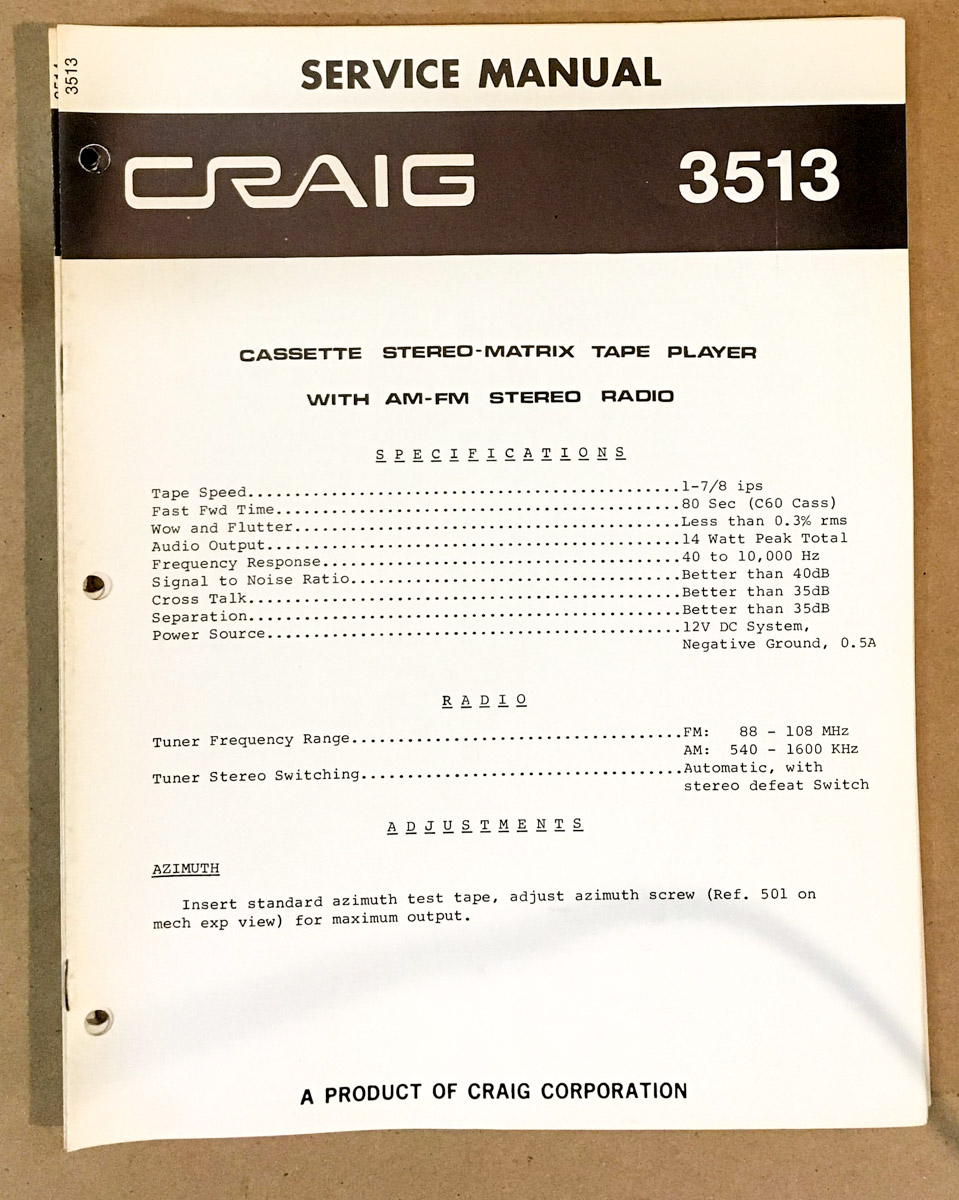 3513
SERVICE MANUAL
CRAIG 3513
CASSETTE STEREO-MATRIX TAPE PLAYER
WITH AM-FM STEREO RADIO
SPECIFICATIONS
Tape Speed...............................................1-7/8 ips
Fast Fwd Time............................................80 Sec (C60 Cass)
Wow and Flutter..........................................Less than 0.3% rms
Audio Output.............................................14 Watt Peak Total
Frequency Response.......................................40 to 10,000 Hz
Signal to Noise Ratio....................................Better than 40dB
Cross Talk...............................................Better than 35dB
Separation...............................................Better than 35dB
Power Source.............................................12V DC System,
Negative Ground, 0.5A
RADIO
Tuner Frequency Range....................................FM: 88 - 108 MHz
AM: 540 - 1600 KHz
Tuner Stereo Switching...................................Automatic, with
stereo defeat Switch
ADJUSTMENTS
AZIMUTH
Insert standard azimuth test tape, adjust azimuth screw (Ref. 501 on
mech exp view) for maximum output.
A PRODUCT OF CRAIG CORPORATION